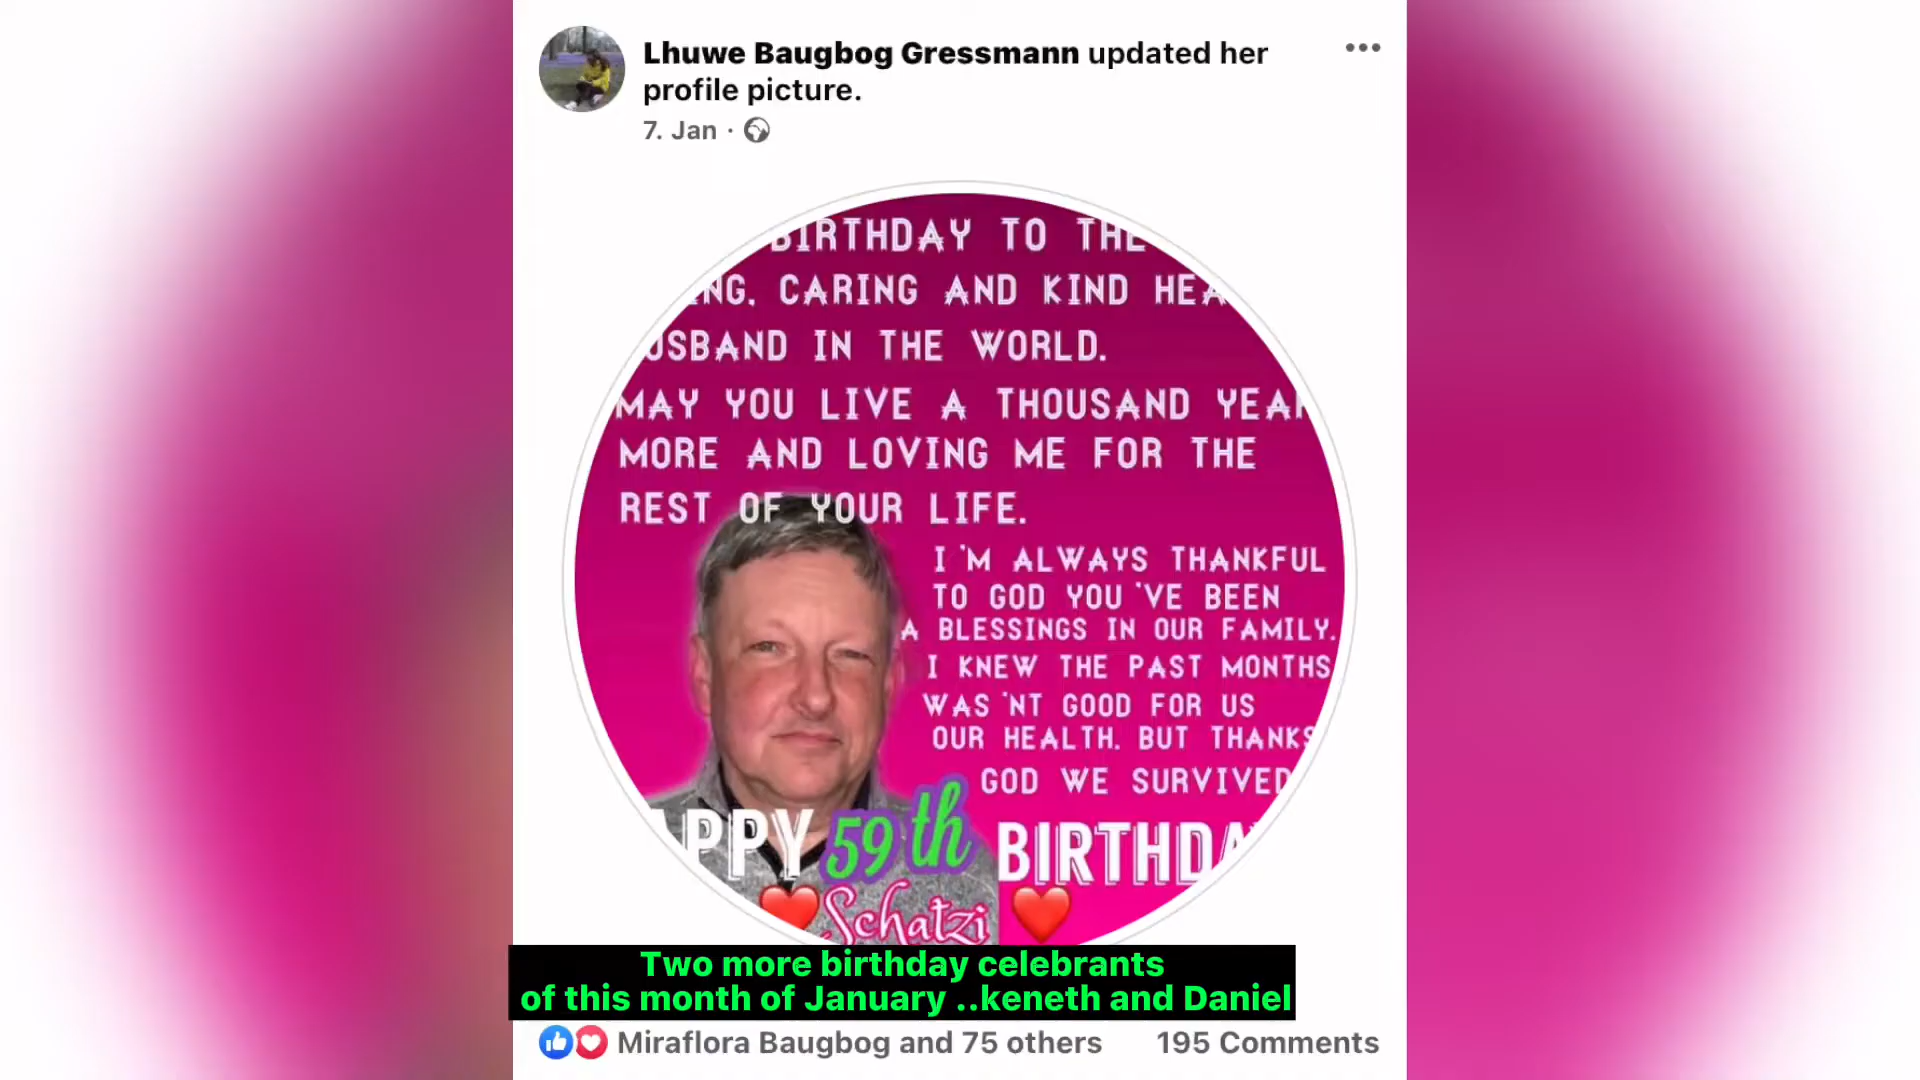 Lhuwe Baugbog Gressmann updated her
profile picture.
7. Jan ·
BIRTHDAY TO THE
NG, CARING AND KIND HEA
USBAND IN THE WORLD.
MAY YOU LIVE A THOUSAND YEAR
MORE AND LOVING ME FOR THE
REST OF YOUR LIFE.
I'M ALWAYS THANKFUL
TO GOD YOU'VE BEEN
A BLESSINGS IN OUR FAMILY.
I KNEW THE PAST MONTHS
WAS'NT GOOD FOR US
OUR HEALTH. BUT THANKS
GOD WE SURVIVED
APPY 59th BIRTHDA
Schatzi
Two more birthday celebrants
of this month of January ..keneth and Daniel
Miraflora Baugbog and 75 others 195 Comments